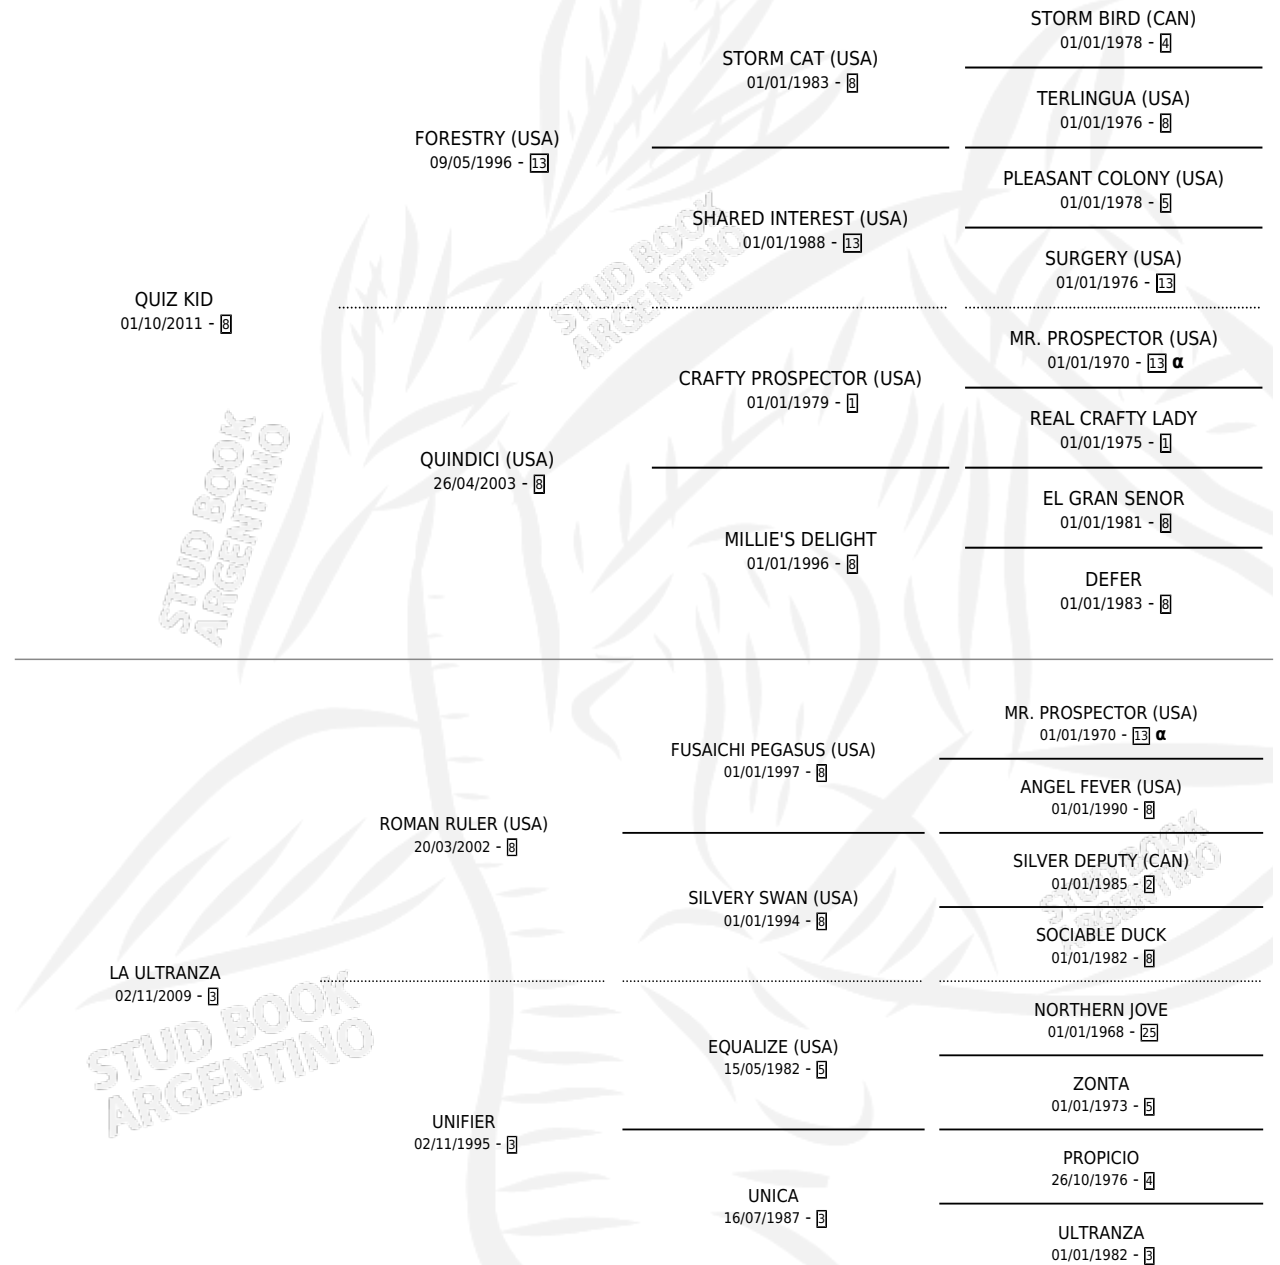 STORM BIRD (CAN)
01/01/1978 - 4
STORM CAT (USA)
01/01/1983 - 8
TERLINGUA (USA)
01/01/1976 - 8
FORESTRY (USA)
09/05/1996 - 13
PLEASANT COLONY (USA)
01/01/1978 - 5
SHARED INTEREST (USA)
01/01/1988 - 13
SURGERY (USA)
01/01/1976 - 13
STUD BOOK
ARGENTINO
QUIZ KID
01/10/2011 - 8
MR. PROSPECTOR (USA)
01/01/1970 - 13 α
CRAFTY PROSPECTOR (USA)
01/01/1979 - 1
REAL CRAFTY LADY
01/01/1975 - 1
QUINDICI (USA)
26/04/2003 - 8
EL GRAN SENOR
01/01/1981 - 8
MILLIE'S DELIGHT
01/01/1996 - 8
DEFER
01/01/1983 - 8
STUD BOOK
ARGENTINO
MR. PROSPECTOR (USA)
01/01/1970 - 13 α
FUSAICHI PEGASUS (USA)
01/01/1997 - 8
ANGEL FEVER (USA)
01/01/1990 - 8
ROMAN RULER (USA)
20/03/2002 - 8
SILVER DEPUTY (CAN)
01/01/1985 - 2
SILVERY SWAN (USA)
01/01/1994 - 8
SOCIABLE DUCK
01/01/1982 - 8
STUD BOOK
ARGENTINO
LA ULTRANZA
02/11/2009 - 3
NORTHERN JOVE
01/01/1968 - 25
EQUALIZE (USA)
15/05/1982 - 5
ZONTA
01/01/1973 - 5
STUD BOOK
ARGENTINO
UNIFIER
02/11/1995 - 3
PROPICIO
26/10/1976 - 4
UNICA
16/07/1987 - 3
ULTRANZA
01/01/1982 - 3